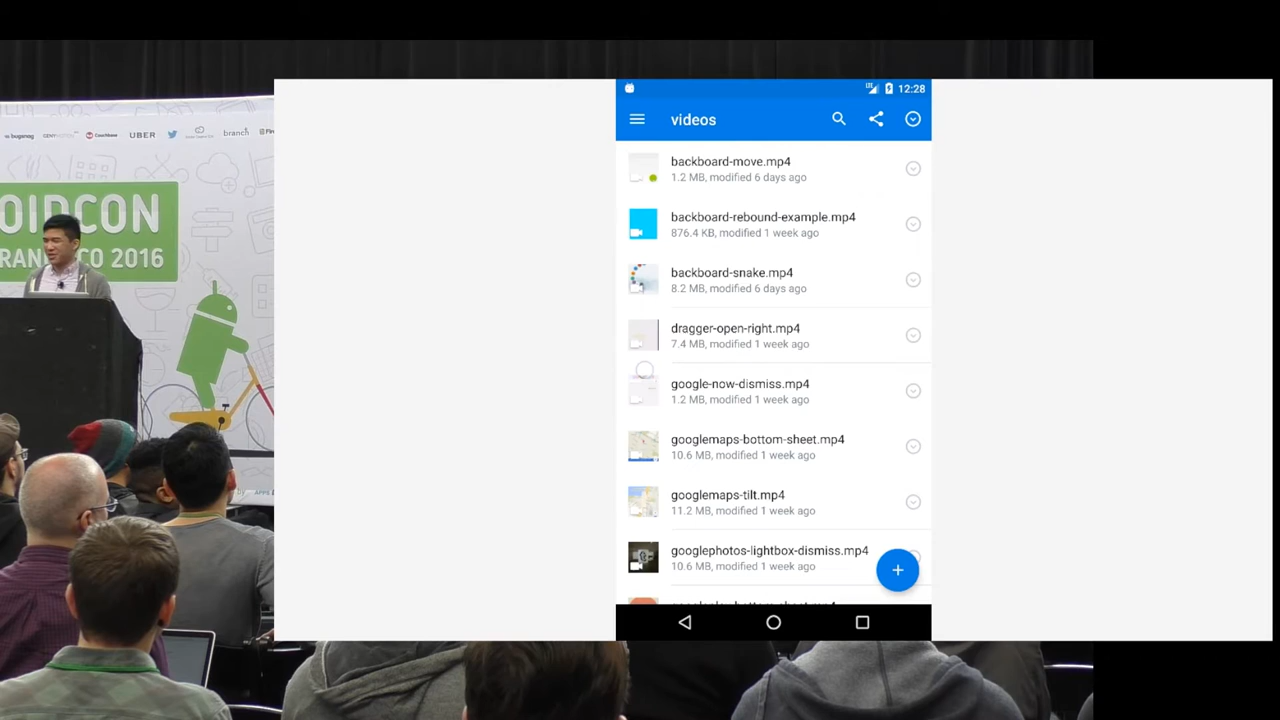 UBER
branch
OIDCON
RANCISCO 2016
12:28
videos
backboard-move.mp4
1.2 MB, modified 6 days ago
backboard-rebound-example.mp4
876.4 KB, modified 1 week ago
backboard-snake.mp4
8.2 MB, modified 6 days ago
dragger-open-right.mp4
7.4 MB, modified 1 week ago
google-now-dismiss.mp4
1.2 MB, modified 1 week ago
googlemaps-bottom-sheet.mp4
10.6 MB, modified 1 week ago
googlemaps-tilt.mp4
11.2 MB, modified 1 week ago
googlephotos-lightbox-dismiss.mp4
10.6 MB, modified 1 week ago